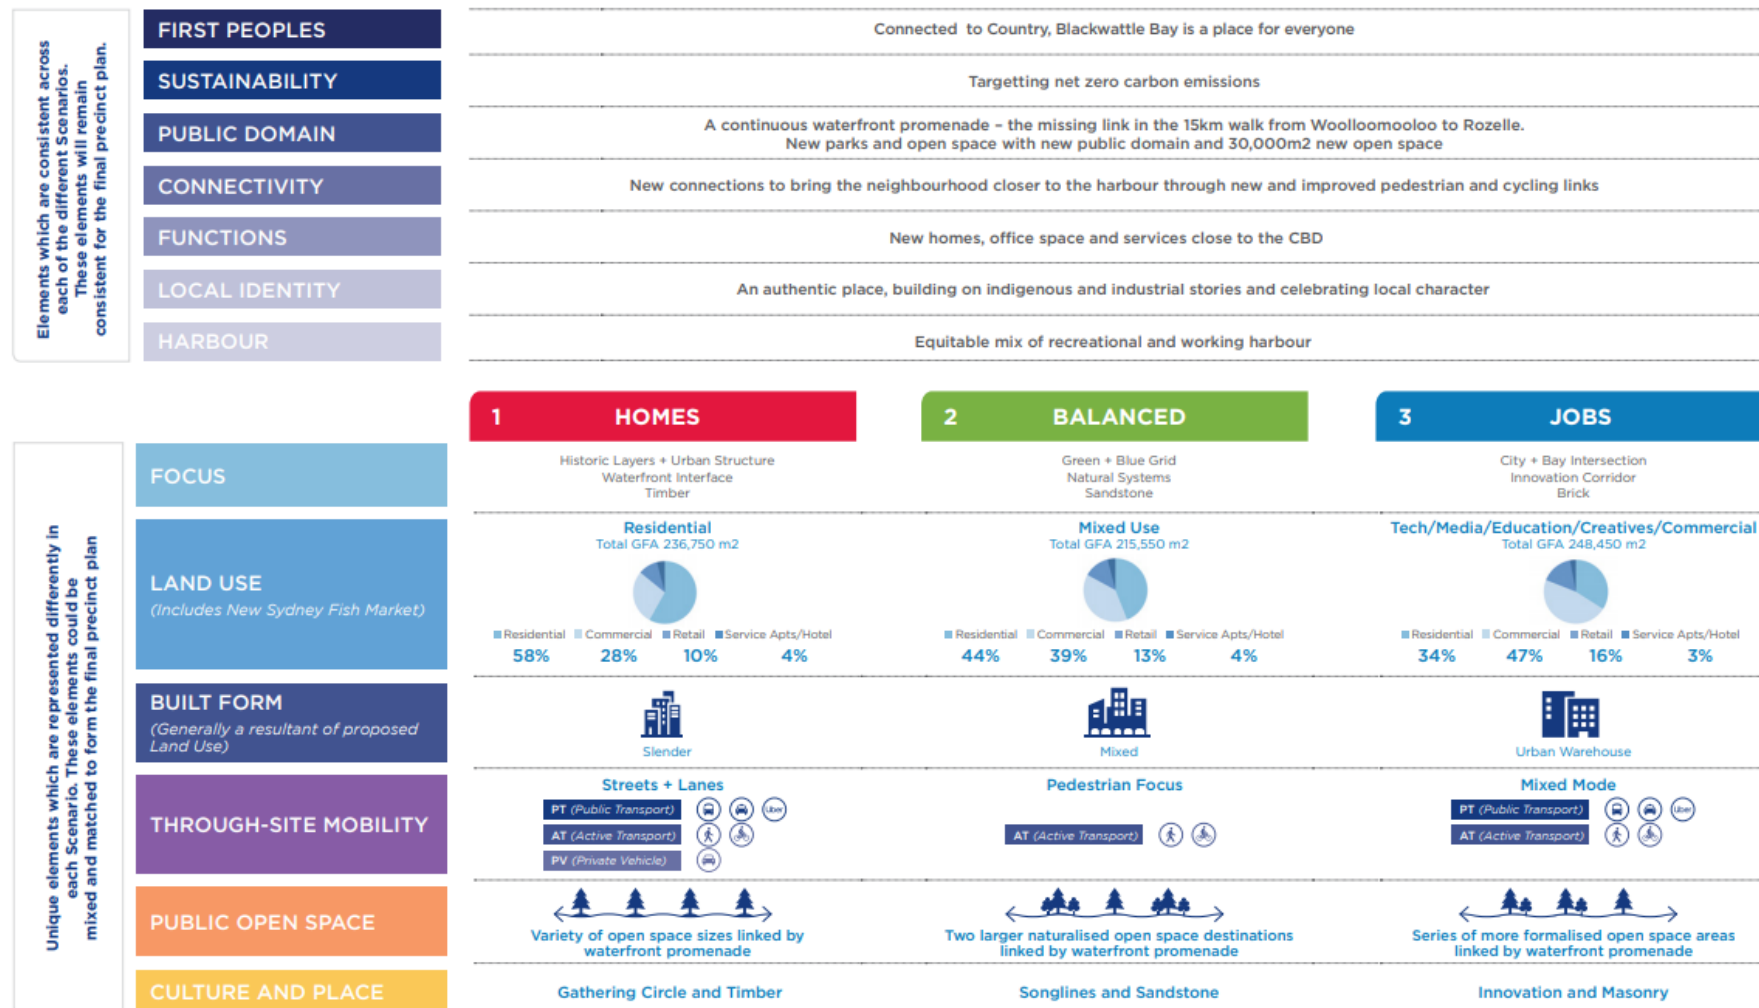 Elements which are consistent across
each of the different Scenarios.
These elements will remain
consistent for the final precinct plan.
FIRST PEOPLES
Connected to Country, Blackwattle Bay is a place for everyone
SUSTAINABILITY
Targetting net zero carbon emissions
PUBLIC DOMAIN
A continuous waterfront promenade – the missing link in the 15km walk from Woolloomooloo to Rozelle.
New parks and open space with new public domain and 30,000m2 new open space
CONNECTIVITY
New connections to bring the neighbourhood closer to the harbour through new and improved pedestrian and cycling links
FUNCTIONS
New homes, office space and services close to the CBD
LOCAL IDENTITY
An authentic place, building on indigenous and industrial stories and celebrating local character
HARBOUR
Equitable mix of recreational and working harbour
1 HOMES
2 BALANCED
3 JOBS
Unique elements which are represented differently in
each Scenario. These elements could be
mixed and matched to form the final precinct plan
FOCUS
Historic Layers + Urban Structure
Waterfront Interface
Timber
Green + Blue Grid
Natural Systems
Sandstone
City + Bay Intersection
Innovation Corridor
Brick
LAND USE
(Includes New Sydney Fish Market)
Residential
Total GFA 236,750 m2
Residential Commercial Retail Service Apts/Hotel
58% 28% 10% 4%
Mixed Use
Total GFA 215,550 m2
Residential Commercial Retail Service Apts/Hotel
44% 39% 13% 4%
Tech/Media/Education/Creatives/Commercial
Total GFA 248,450 m2
Residential Commercial Retail Service Apts/Hotel
34% 47% 16% 3%
BUILT FORM
(Generally a resultant of proposed
Land Use)
Slender
Mixed
Urban Warehouse
THROUGH-SITE MOBILITY
Streets + Lanes
PT (Public Transport) Uber
AT (Active Transport)
PV (Private Vehicle)
Pedestrian Focus
AT (Active Transport)
Mixed Mode
PT (Public Transport) Uber
AT (Active Transport)
PUBLIC OPEN SPACE
Variety of open space sizes linked by
waterfront promenade
Two larger naturalised open space destinations
linked by waterfront promenade
Series of more formalised open space areas
linked by waterfront promenade
CULTURE AND PLACE
Gathering Circle and Timber
Songlines and Sandstone
Innovation and Masonry